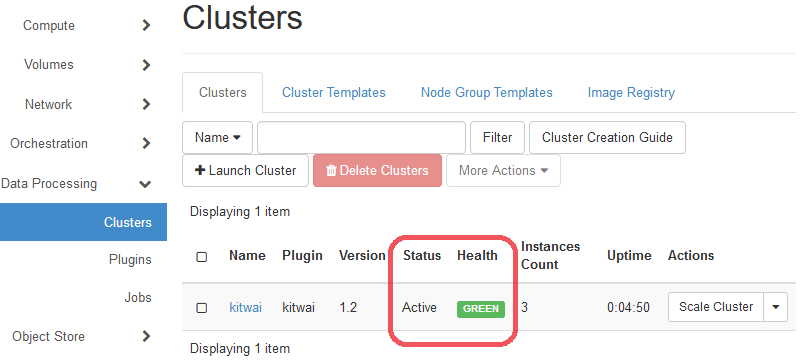 Clusters
Compute
Volumes
Network
Orchestration
Data Processing
Clusters
Plugins
Jobs
Object Store
Clusters Cluster Templates Node Group Templates Image Registry
Name Filter Cluster Creation Guide
Launch Cluster Delete Clusters More Actions
Displaying 1 item
Name Plugin Version Status Health Instances Count Uptime Actions
kitwai kitwai 1.2 Active GREEN 3 0:04:50 Scale Cluster
Displaying 1 item